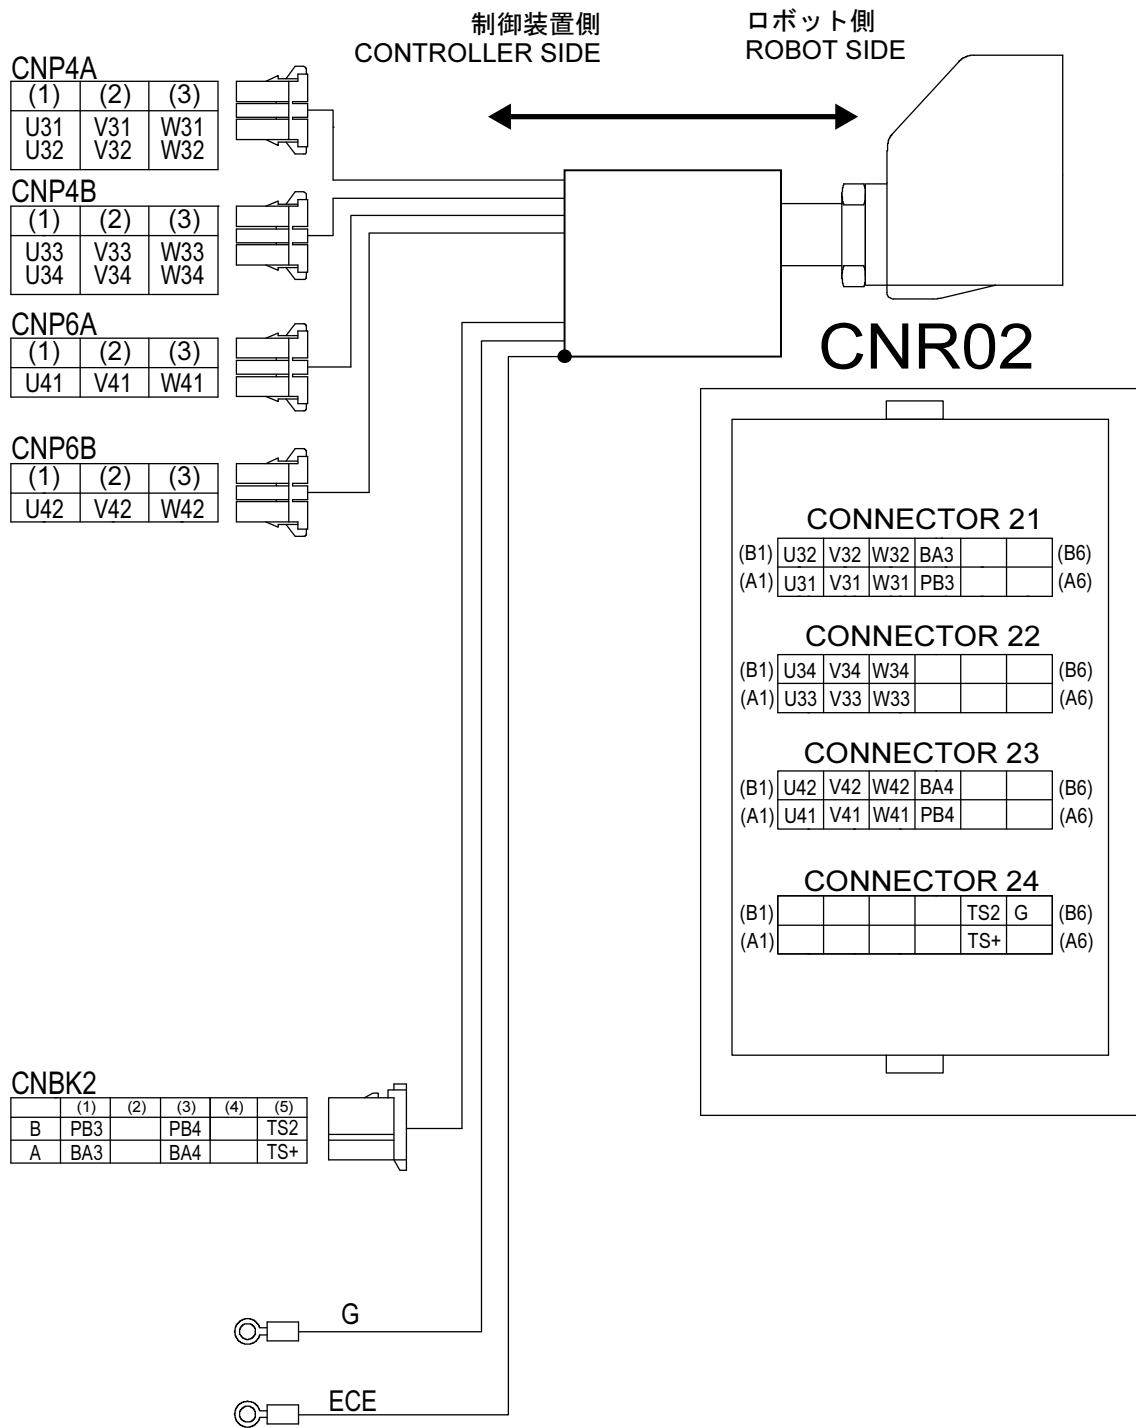 制御装置側
CONTROLLER SIDE
ロボット側
ROBOT SIDE
CNP4A
(1) (2) (3)
U31 V31 W31
U32 V32 W32
CNP4B
(1) (2) (3)
U33 V33 W33
U34 V34 W34
CNP6A
(1) (2) (3)
U41 V41 W41
CNP6B
(1) (2) (3)
U42 V42 W42
CNR02
CONNECTOR 21
(B1) U32 V32 W32 BA3 (B6)
(A1) U31 V31 W31 PB3 (A6)
CONNECTOR 22
(B1) U34 V34 W34 (B6)
(A1) U33 V33 W33 (A6)
CONNECTOR 23
(B1) U42 V42 W42 BA4 (B6)
(A1) U41 V41 W41 PB4 (A6)
CONNECTOR 24
(B1) TS2 G (B6)
(A1) TS+ (A6)
CNBK2
(1) (2) (3) (4) (5)
B PB3 PB4 TS2
A BA3 BA4 TS+
G
ECE